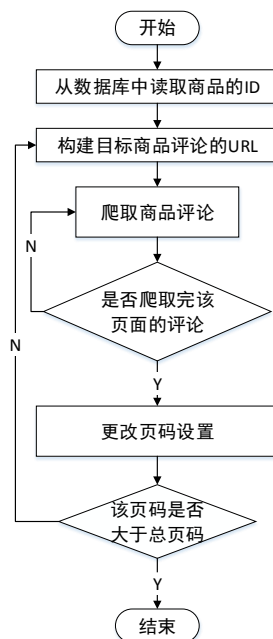 开始
从数据库中读取商品的ID
构建目标商品评论的URL
爬取商品评论
N
是否爬取完该
页面的评论
N
Y
更改页码设置
该页码是否
大于总页码
Y
结束